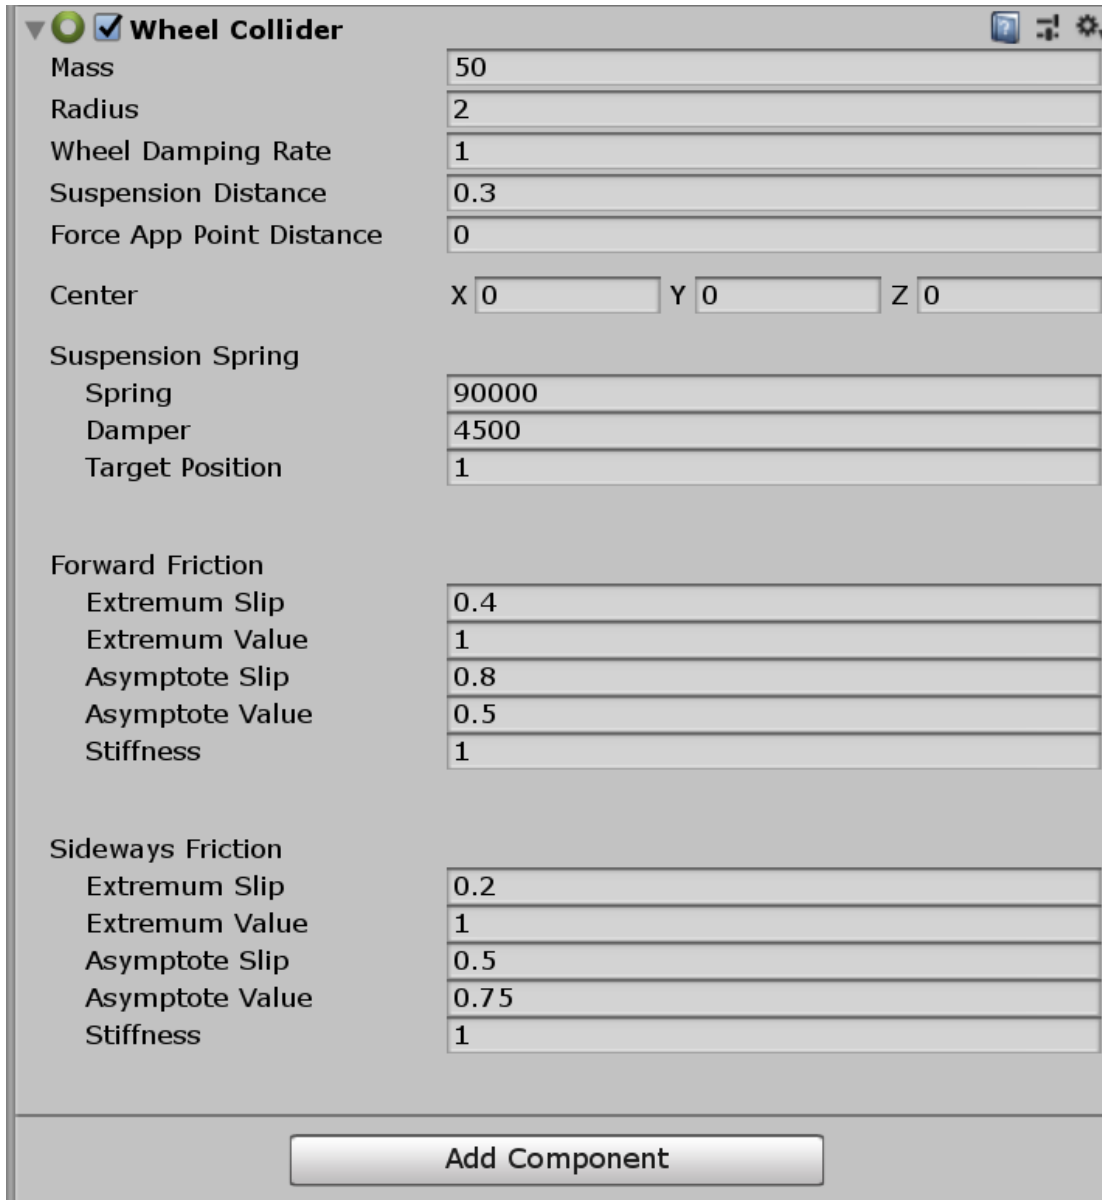 Wheel Collider
Mass 50
Radius 2
Wheel Damping Rate 1
Suspension Distance 0.3
Force App Point Distance 0
Center X 0 Y 0 Z 0
Suspension Spring
Spring 90000
Damper 4500
Target Position 1
Forward Friction
Extremum Slip 0.4
Extremum Value 1
Asymptote Slip 0.8
Asymptote Value 0.5
Stiffness 1
Sideways Friction
Extremum Slip 0.2
Extremum Value 1
Asymptote Slip 0.5
Asymptote Value 0.75
Stiffness 1
Add Component